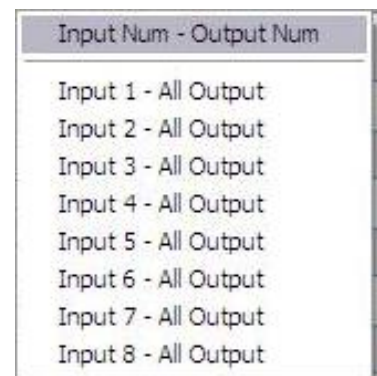 Input Num - Output Num
Input 1 - All Output
Input 2 - All Output
Input 3 - All Output
Input 4 - All Output
Input 5 - All Output
Input 6 - All Output
Input 7 - All Output
Input 8 - All Output